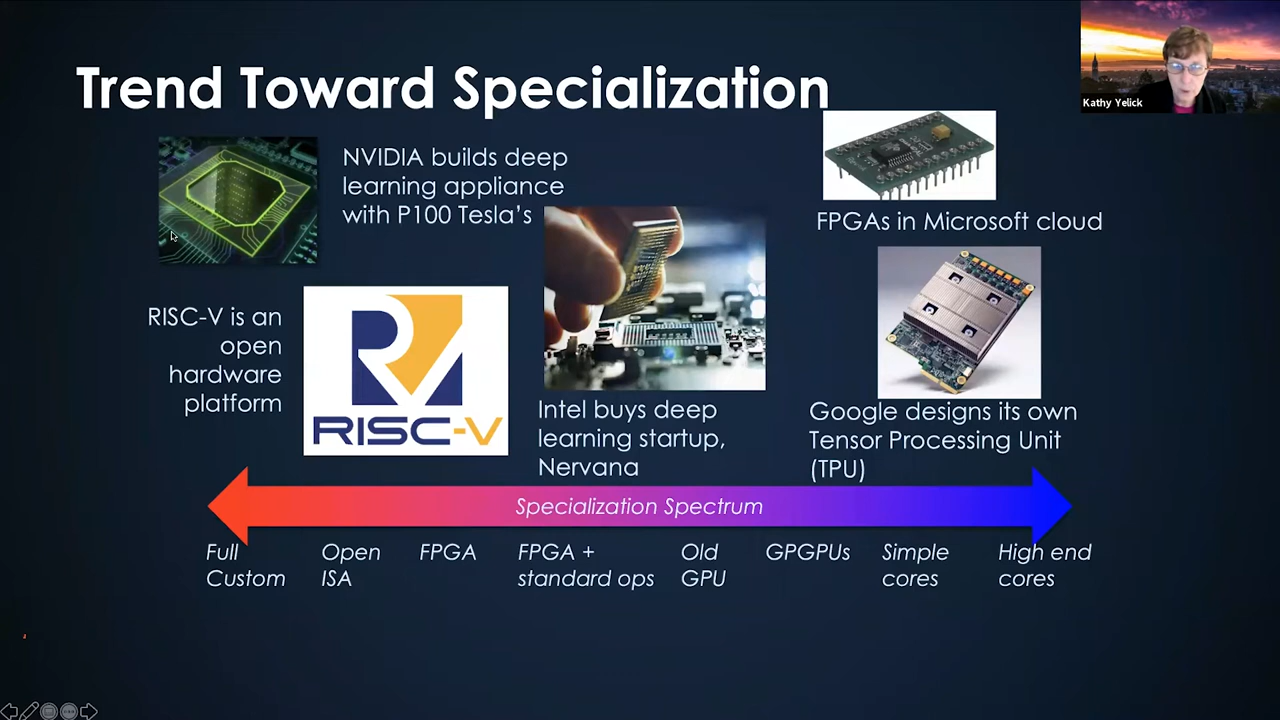 Trend Toward Specialization
Kathy Yelick
NVIDIA builds deep
learning appliance
with P100 Tesla's
FPGAs in Microsoft cloud
RISC-V is an
open
hardware
platform
RISC-V
Intel buys deep
learning startup,
Nervana
Google designs its own
Tensor Processing Unit
(TPU)
Specialization Spectrum
Full
Custom
Open
ISA
FPGA
FPGA +
standard ops
Old
GPU
GPGPUs
Simple
cores
High end
cores